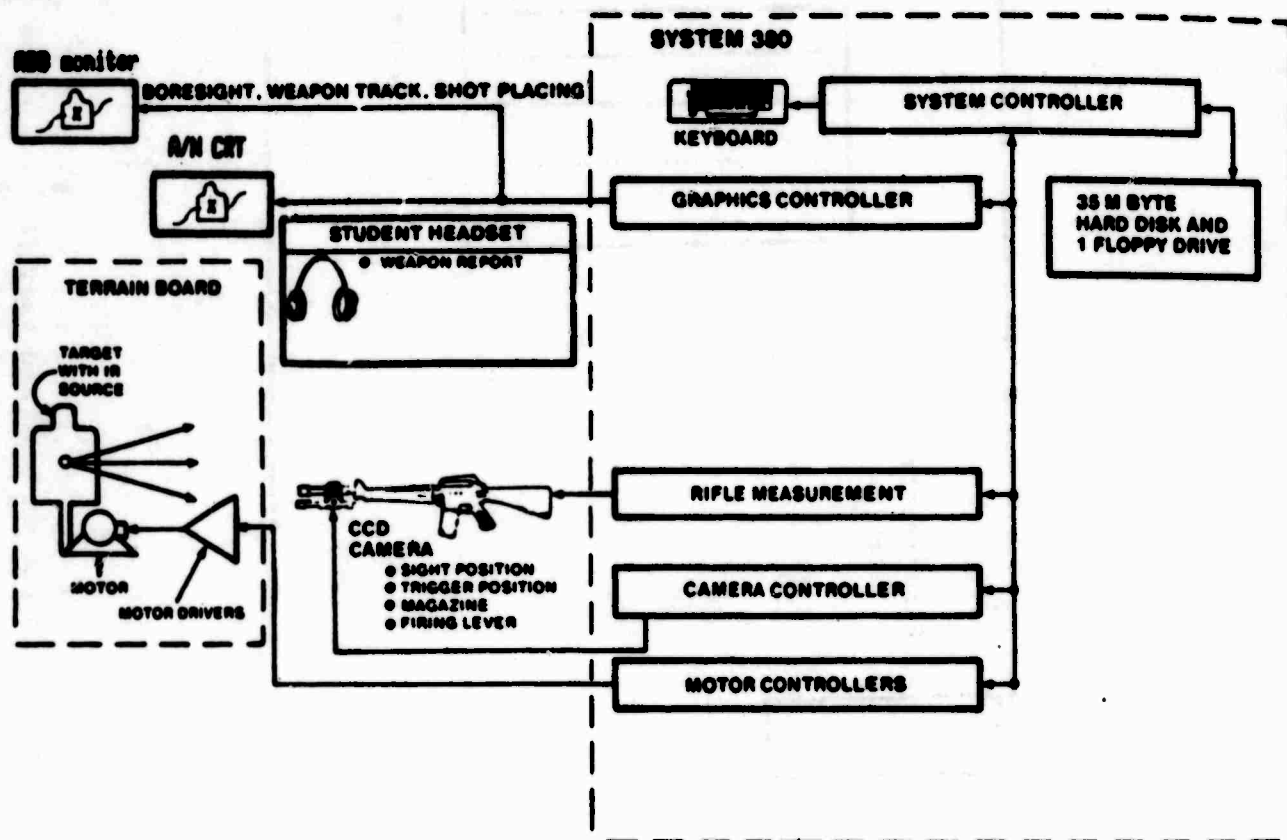 SYSTEM 380
monitor
BORESIGHT, WEAPON TRACK, SHOT PLACING
KEYBOARD
SYSTEM CONTROLLER
A/N CRT
GRAPHICS CONTROLLER
35 M BYTE
HARD DISK AND
1 FLOPPY DRIVE
STUDENT HEADSET
● WEAPON REPORT
TERRAIN BOARD
TARGET
WITH IR
SOURCE
MOTOR
MOTOR DRIVERS
CCD
CAMERA
● SIGHT POSITION
● TRIGGER POSITION
● MAGAZINE
● FIRING LEVER
RIFLE MEASUREMENT
CAMERA CONTROLLER
MOTOR CONTROLLERS